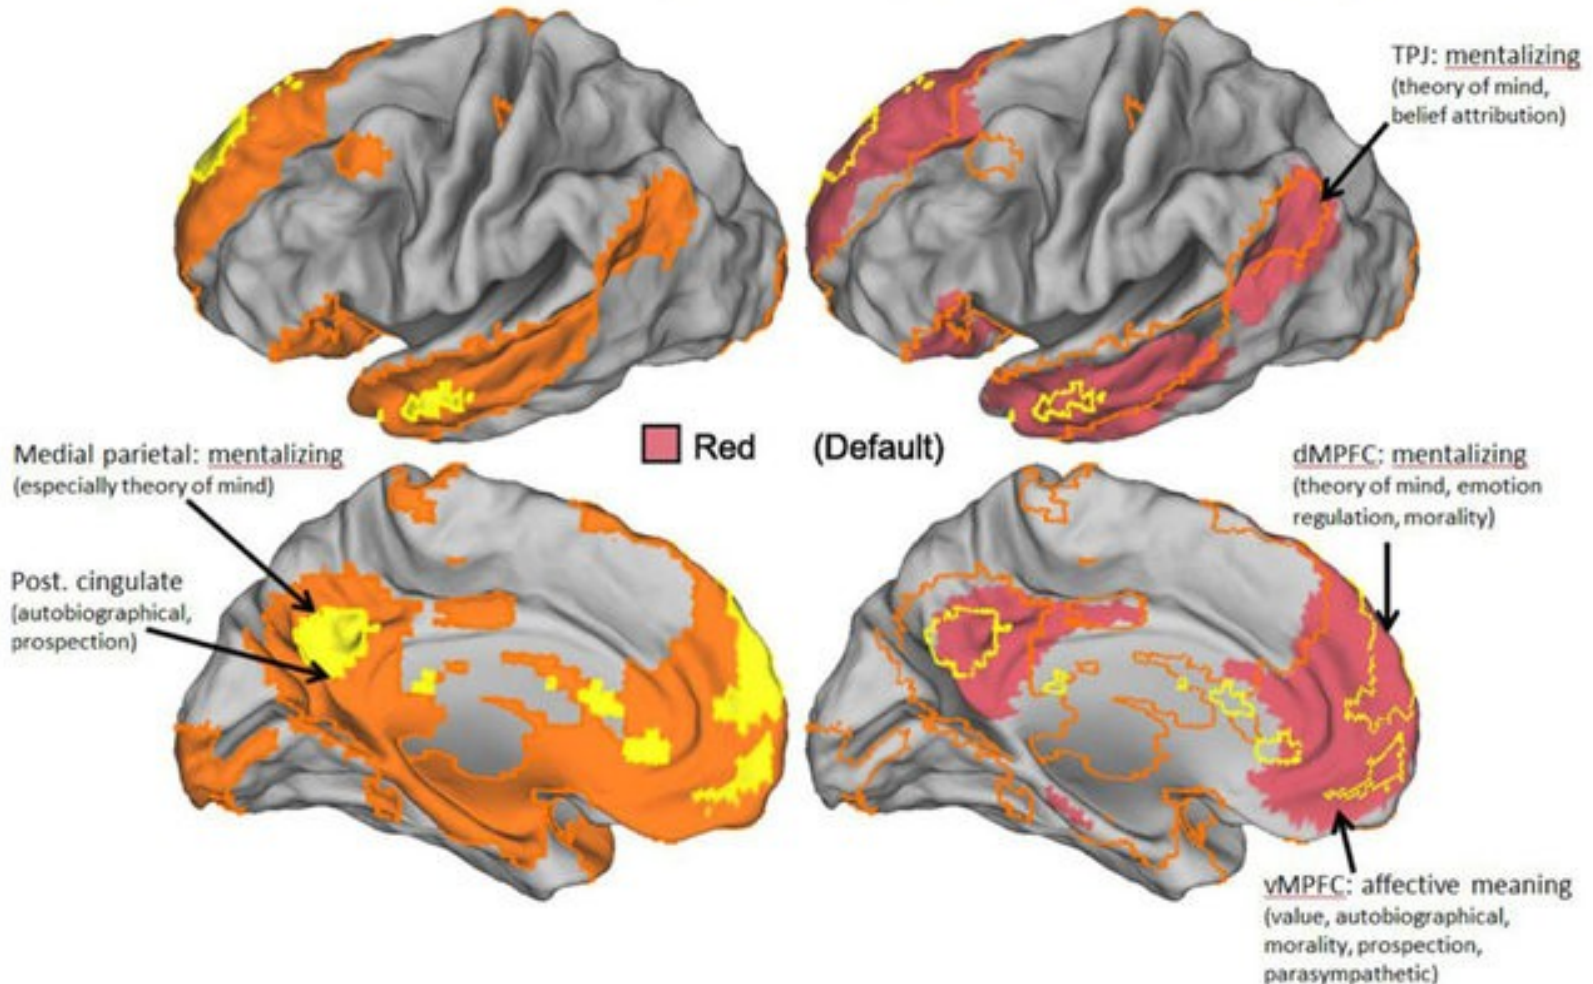 TPJ: mentalizing
(theory of mind,
belief attribution)
Medial parietal: mentalizing
(especially theory of mind)
Post. cingulate
(autobiographical,
prospection)
Red (Default)
dMPFC: mentalizing
(theory of mind, emotion
regulation, morality)
vMPFC: affective meaning
(value, autobiographical,
morality, prospection,
parasympathetic)